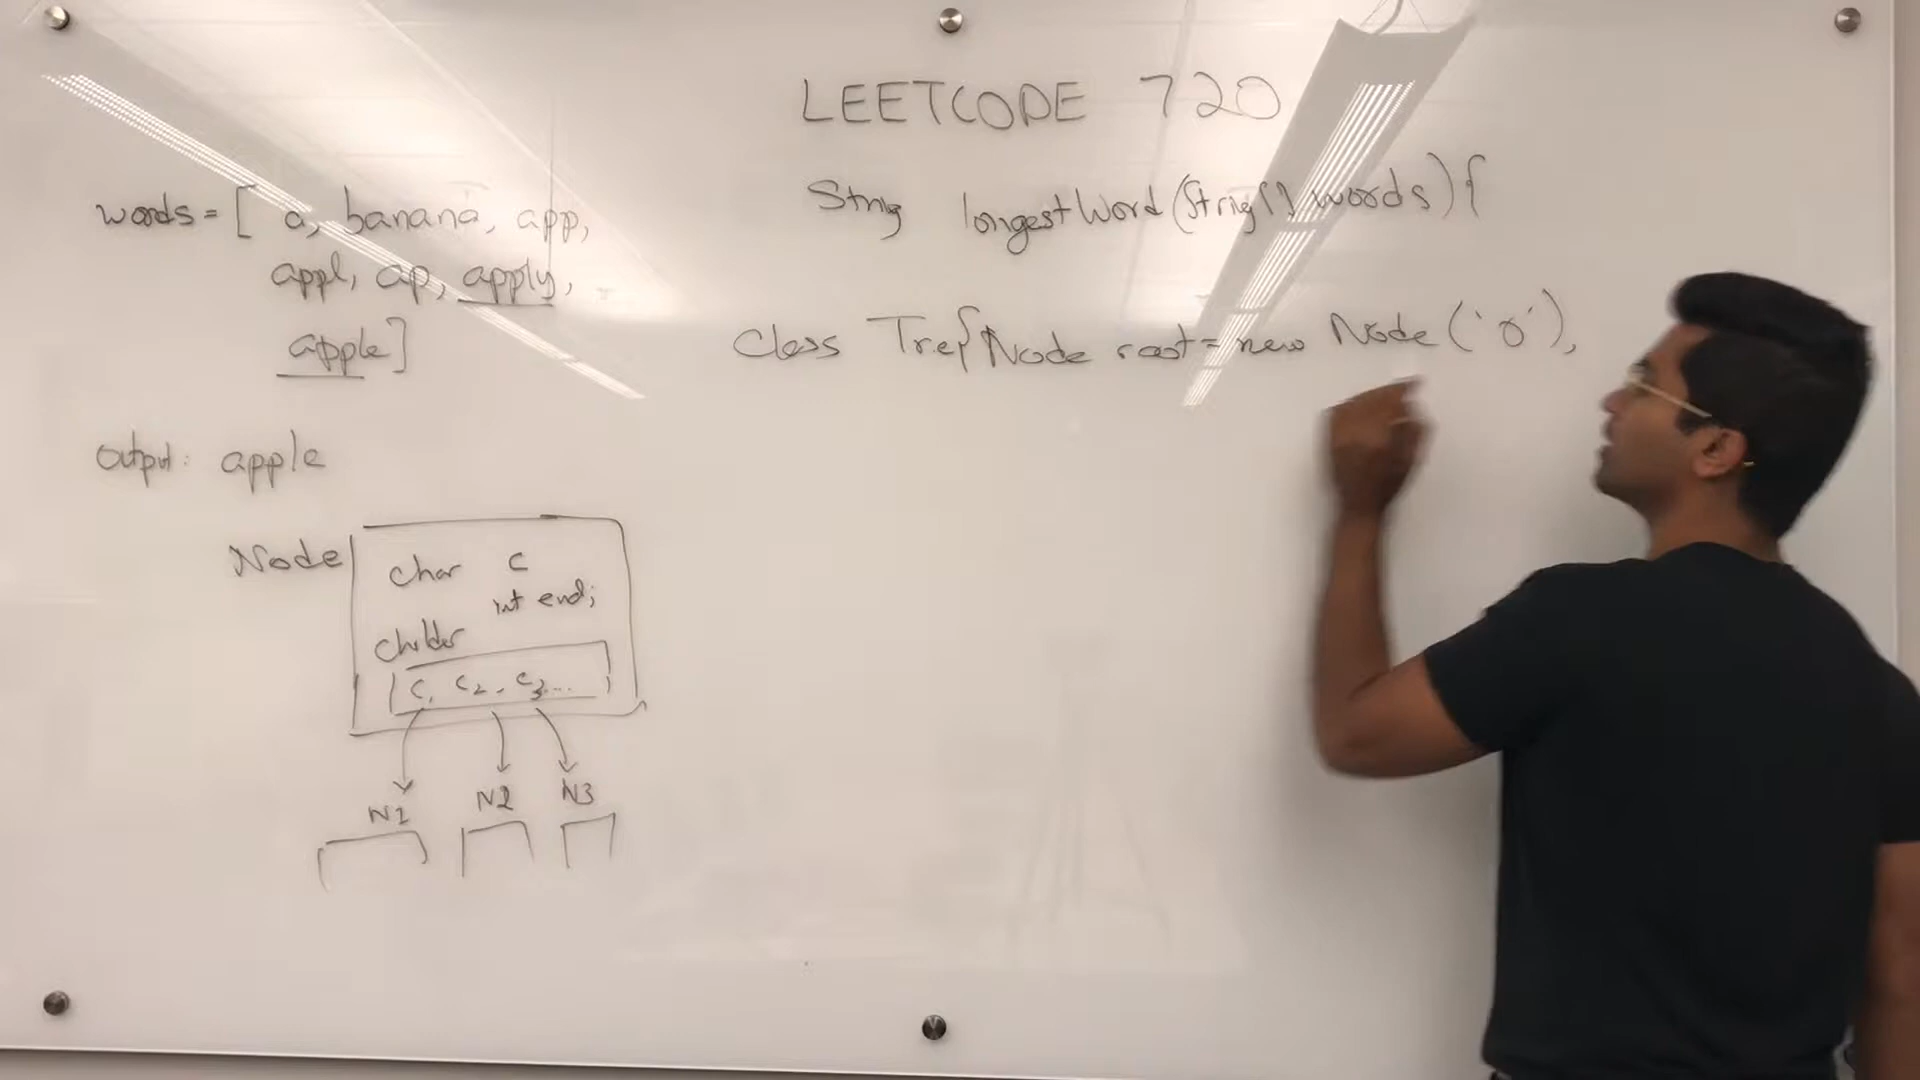 LEETCODE 720
words = [ a, banana, app,
appl, ap, apply,
apple ]
Output: apple
Node
char c
int end;
childer
C1 C2, C3...
N1 N2 N3
String longestWord(String[] words){
Class Trie{ Node root = new Node('0'),